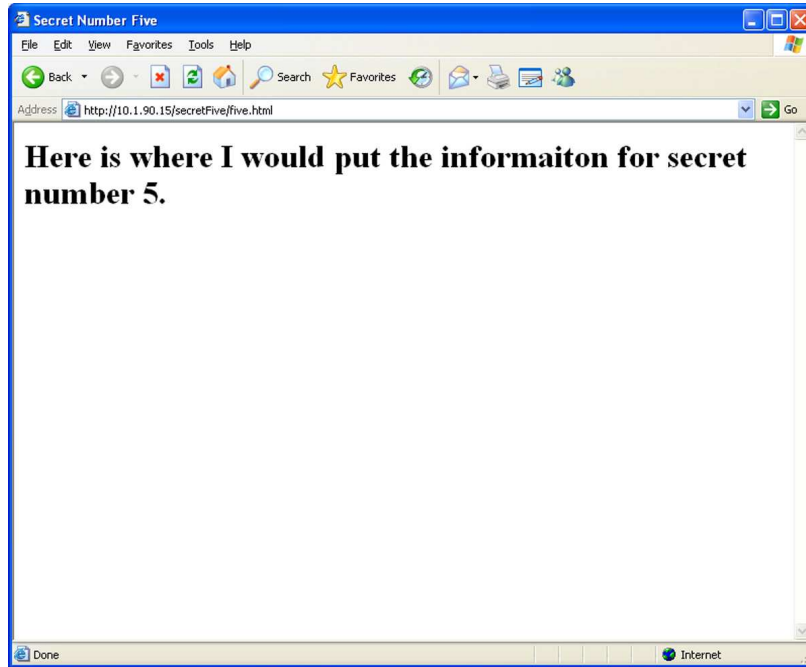 Secret Number Five
File Edit View Favorites Tools Help
Back Search Favorites
Address http://10.1.90.15/secretFive/five.html Go
Here is where I would put the informaiton for secret
number 5.
Done Internet